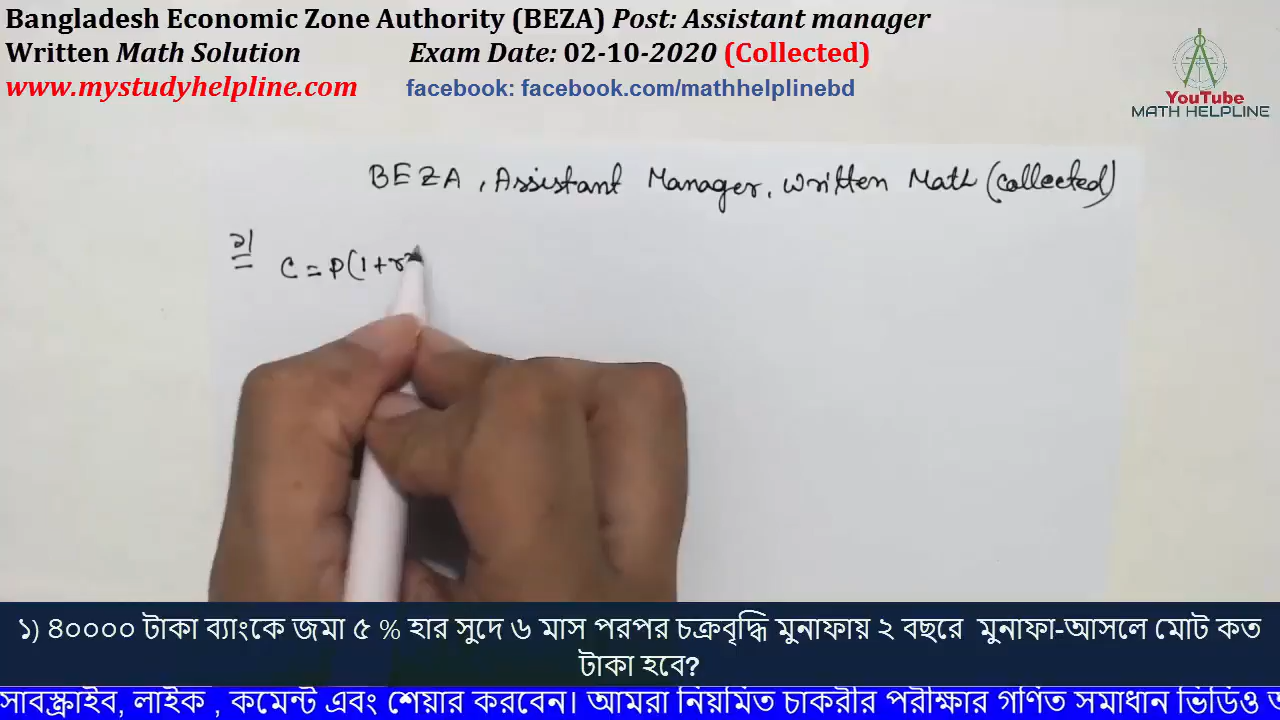 Bangladesh Economic Zone Authority (BEZA) Post: Assistant manager
Written Math Solution Exam Date: 02-10-2020 (Collected)
www.mystudyhelpline.com facebook: facebook.com/mathhelplinebd
YouTube
MATH HELPLINE
BEZA, Assistant Manager, Written Math (collected)
১।
C = P(1+r
১) ৪০০০০ টাকা ব্যাংকে জমা ৫ % হার সুদে ৬ মাস পরপর চক্রবৃদ্ধি মুনাফায় ২ বছরে মুনাফা-আসলে মোট কত
টাকা হবে?
সাবস্ক্রাইব, লাইক , কমেন্ট এবং শেয়ার করবেন। আমরা নিয়মিত চাকরীর পরীক্ষার গণিত সমাধান ভিডিও